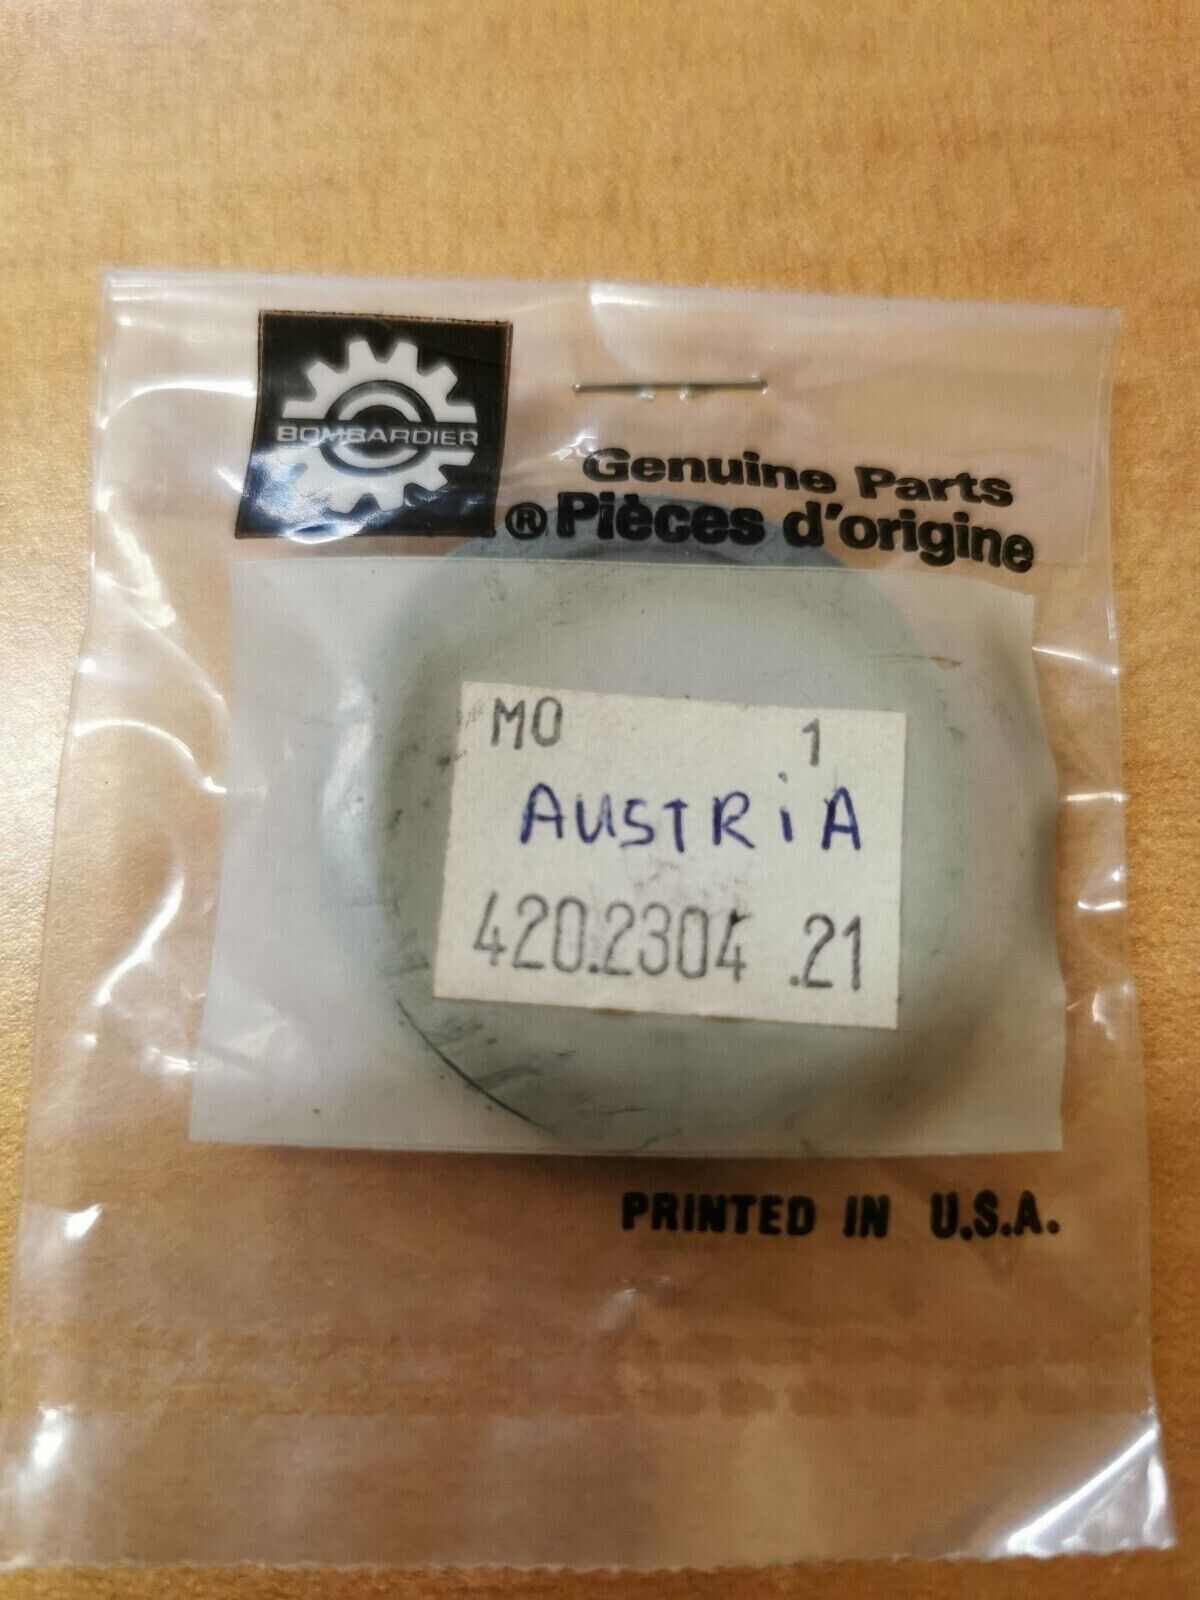 BOMBARDIER
Genuine Parts
® Pièces d'origine
MO 1
AUSTRiA
420.2304 .21
PRINTED IN U.S.A.